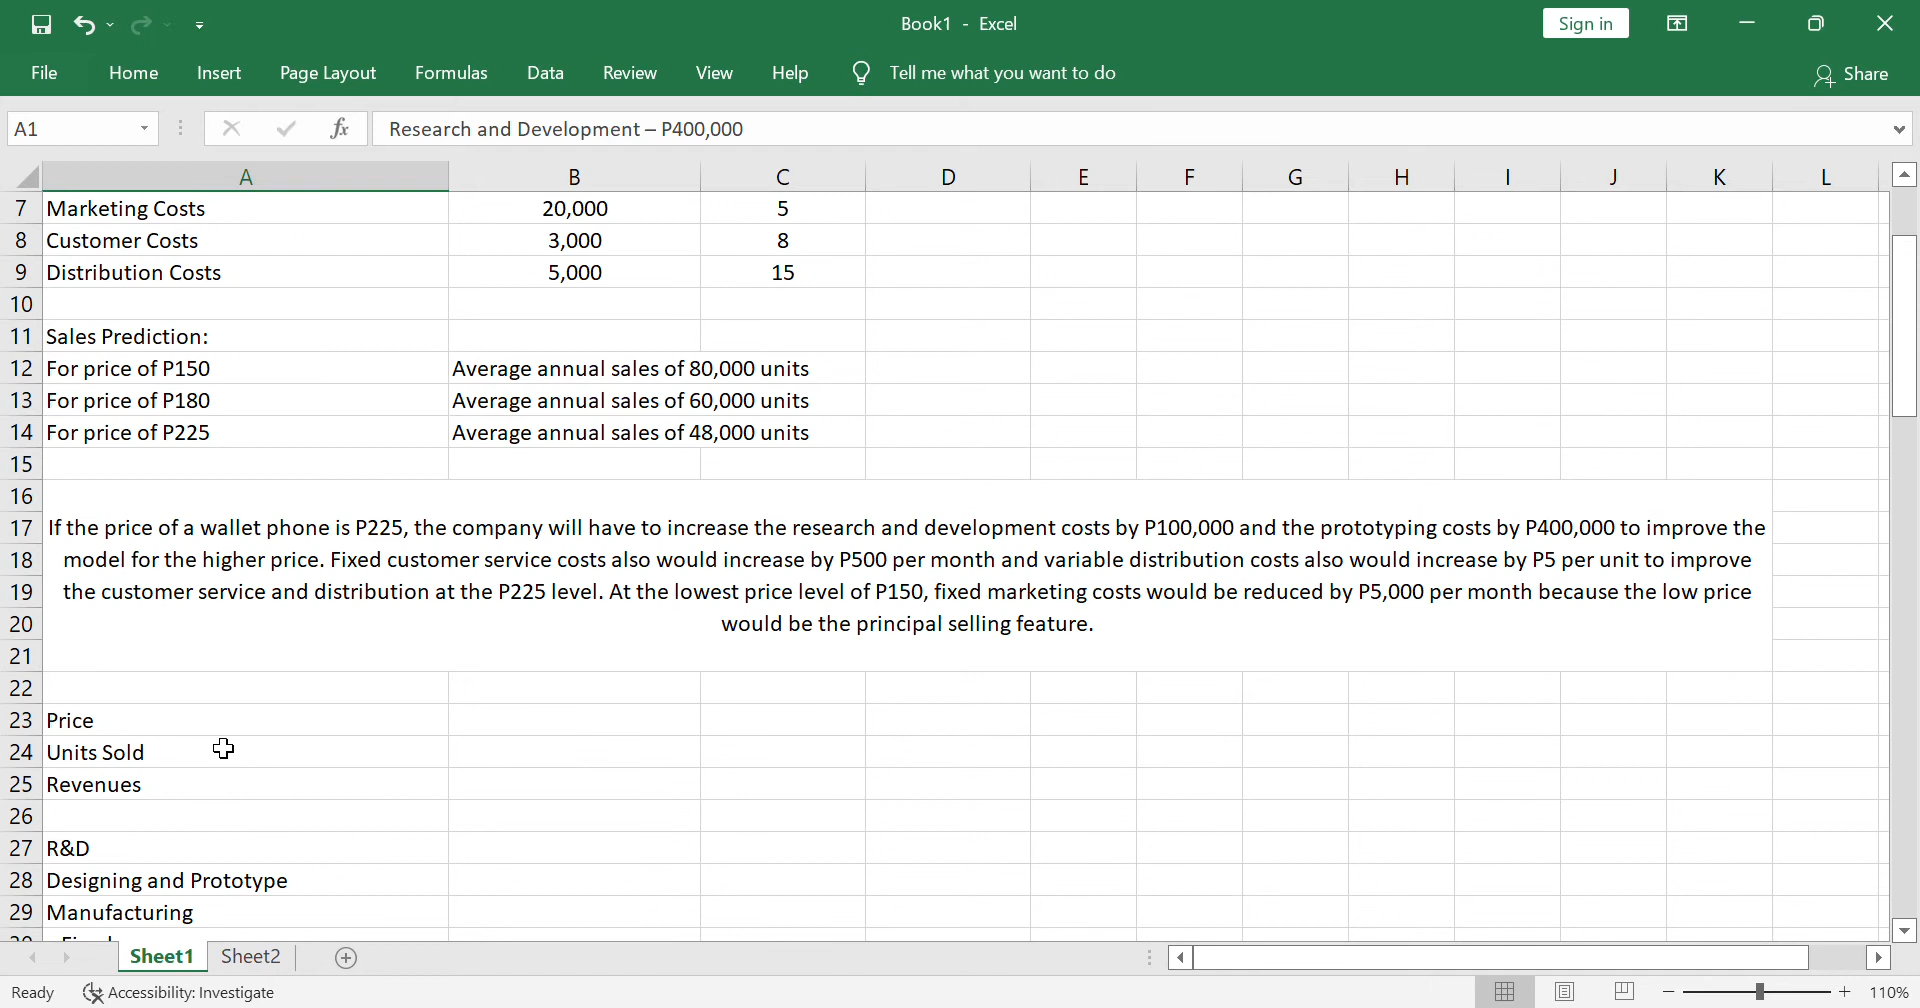 Book1 - Excel
Sign in
File Home Insert Page Layout Formulas Data Review View Help Tell me what you want to do Share
A1 fx Research and Development – P400,000
A B C D E F G H I J K L
7 Marketing Costs 20,000 5
8 Customer Costs 3,000 8
9 Distribution Costs 5,000 15
10
11 Sales Prediction:
12 For price of P150 Average annual sales of 80,000 units
13 For price of P180 Average annual sales of 60,000 units
14 For price of P225 Average annual sales of 48,000 units
15
16
17 If the price of a wallet phone is P225, the company will have to increase the research and development costs by P100,000 and the prototyping costs by P400,000 to improve the
18 model for the higher price. Fixed customer service costs also would increase by P500 per month and variable distribution costs also would increase by P5 per unit to improve
19 the customer service and distribution at the P225 level. At the lowest price level of P150, fixed marketing costs would be reduced by P5,000 per month because the low price
20 would be the principal selling feature.
21
22
23 Price
24 Units Sold
25 Revenues
26
27 R&D
28 Designing and Prototype
29 Manufacturing
Sheet1 Sheet2
Ready Accessibility: Investigate 110%